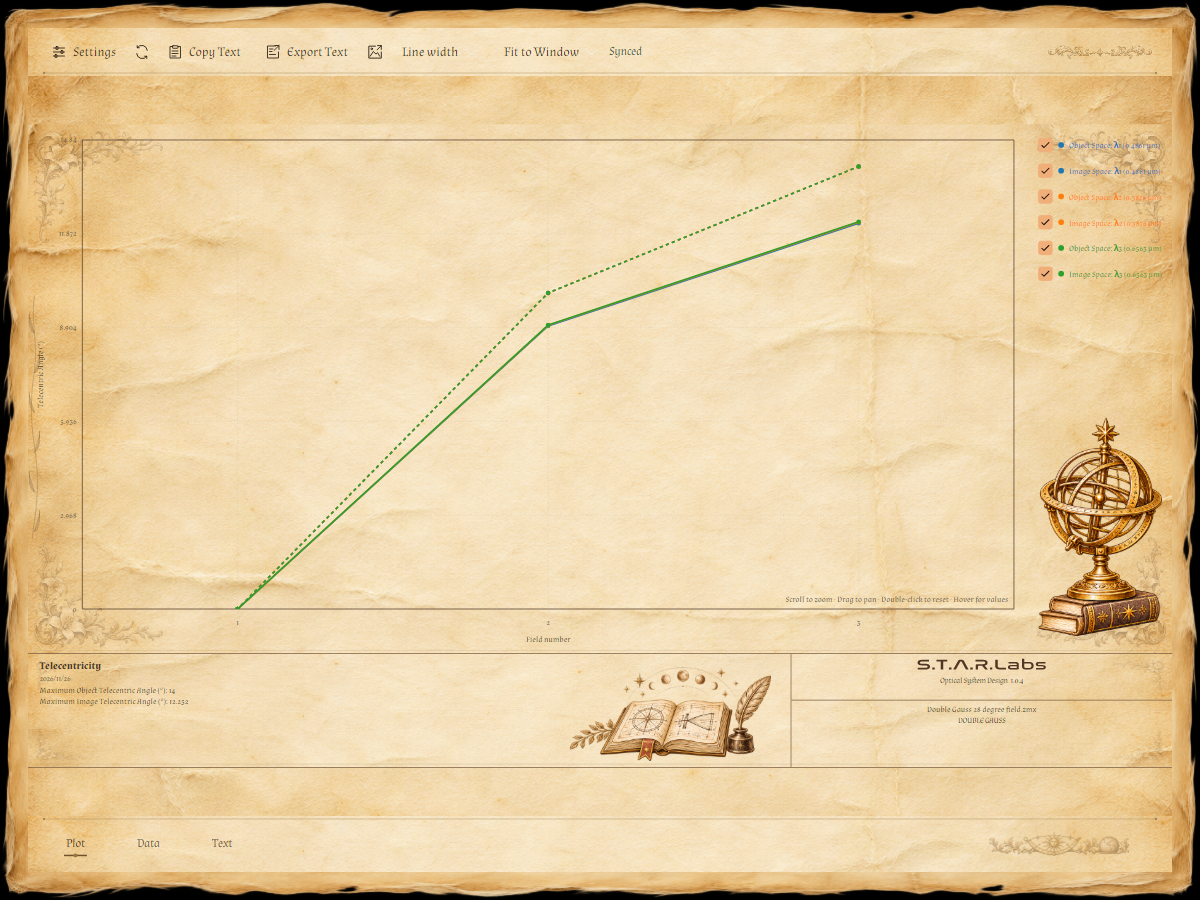 Settings Copy Text Export Text Line width Fit to Window Synced
Object Space: λ1 (0.4861 µm)
Image Space: λ1 (0.4861 µm)
Object Space: λ2 (0.5876 µm)
Image Space: λ2 (0.5876 µm)
Object Space: λ3 (0.6563 µm)
Image Space: λ3 (0.6563 µm)
11.872
8.904
5.936
2.968
0
Telecentric Angle (°)
Scroll to zoom · Drag to pan · Double-click to reset · Hover for values
1 2 3
Field number
Telecentricity
2026/11/26
Maximum Object Telecentric Angle (°): 14
Maximum Image Telecentric Angle (°): 12.252
S.T.A.R.Labs
Optical System Design 1.0.4
Double Gauss 28 degree field.zmx
DOUBLE GAUSS
Plot Data Text